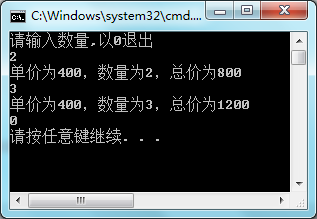 C:\Windows\system32\cmd....
请输入数量,以0退出
2
单价为400，数量为2，总价为800
3
单价为400，数量为3，总价为1200
0
请按任意键继续. . .